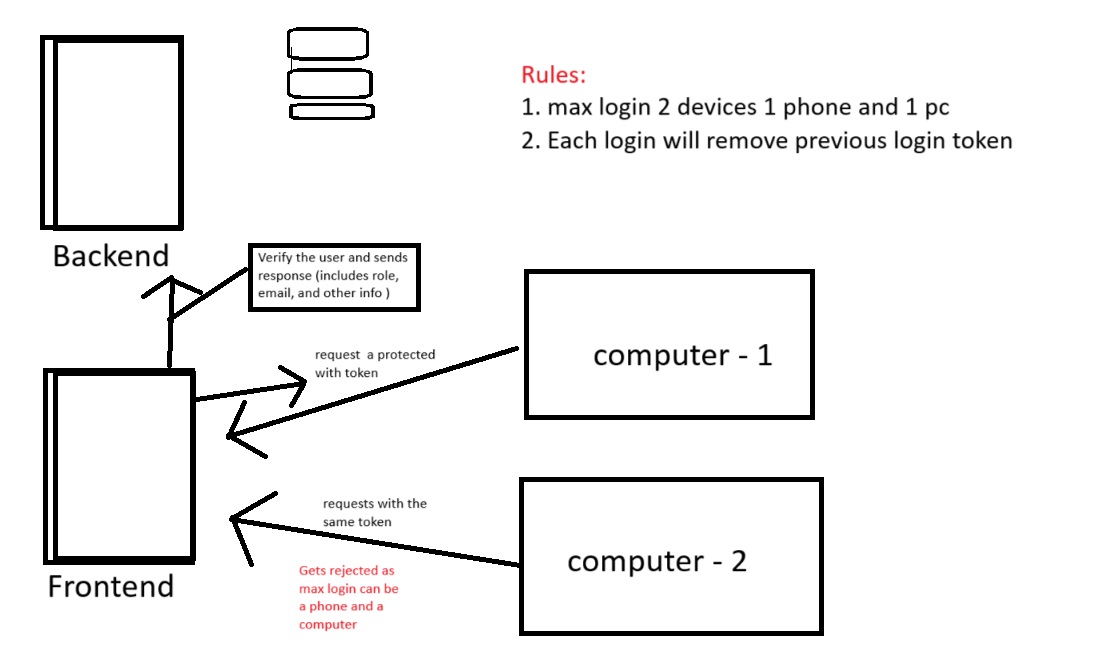 Rules:
1. max login 2 devices 1 phone and 1 pc
2. Each login will remove previous login token
Backend
Verify the user and sends
response (includes role,
email, and other info )
request  a protected
with token
computer - 1
requests with the
same token
computer - 2
Gets rejected as
max login can be
a phone and a
computer
Frontend